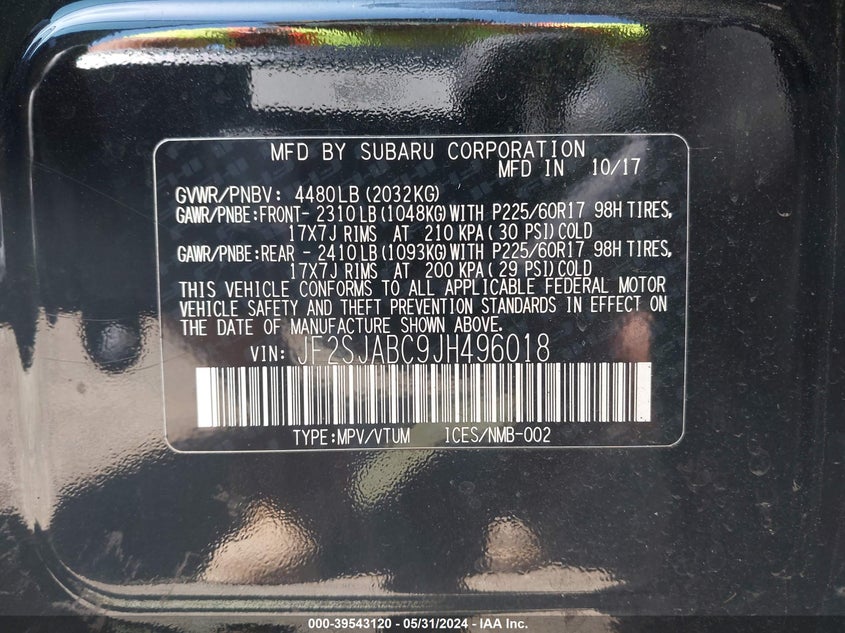 MFD BY SUBARU CORPORATION
MFD IN 10/17
GVWR/PNBV: 4480LB (2032KG)
GAWR/PNBE:FRONT- 2310 LB (1048KG) WITH P225/60R17 98H TIRES,
17X7J RIMS AT 210 KPA ( 30 PSI) COLD
GAWR/PNBE:REAR - 2410 LB (1093KG) WITH P225/60R17 98H TIRES,
17X7J RIMS AT 200 KPA ( 29 PSI) COLD
THIS VEHICLE CONFORMS TO ALL APPLICABLE FEDERAL MOTOR
VEHICLE SAFETY AND THEFT PREVENTION STANDARDS IN EFFECT ON
THE DATE OF MANUFACTURE SHOWN ABOVE.
VIN: JF2SJABC9JH496018
TYPE:MPV/VTUM ICES/NMB-002
000-39543120 - 05/31/2024 - IAA Inc.